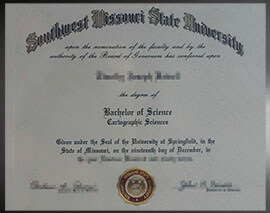 Southwest Missouri State University
upon the nomination of the faculty and by the
authority of the Board of Governors has conferred upon
the degree of
Bachelor of Science
Cartographic Sciences
Given under the Seal of the University at Springfield, in the
State of Missouri, on the nineteenth day of December, in
the year